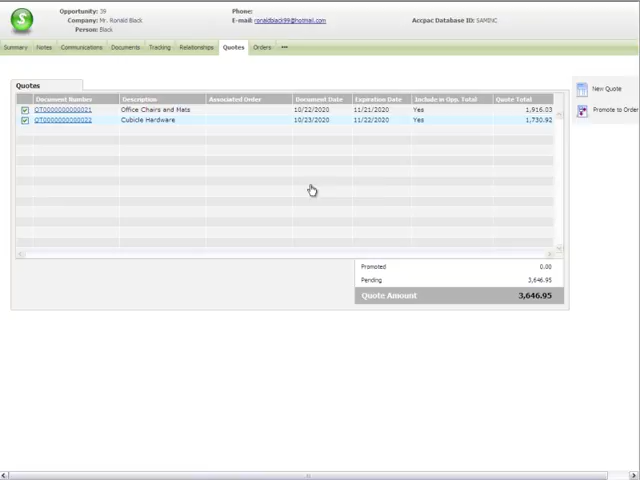 Opportunity: 39
Company: Mr. Ronald Black
Person: Black
Phone:
E-mail: ronaldblack99@hotmail.com
Accpac Database ID: SAMINC
Summary Notes Communications Documents Tracking Relationships Quotes Orders •••
Quotes
Document Number Description Associated Order Document Date Expiration Date Include in Opp. Total Quote Total
QT0000000000021 Office Chairs and Mats 10/22/2020 11/21/2020 Yes 1,916.03
QT0000000000022 Cubicle Hardware 10/23/2020 11/22/2020 Yes 1,730.92
Promoted 0.00
Pending 3,646.95
Quote Amount 3,646.95
New Quote
Promote to Order